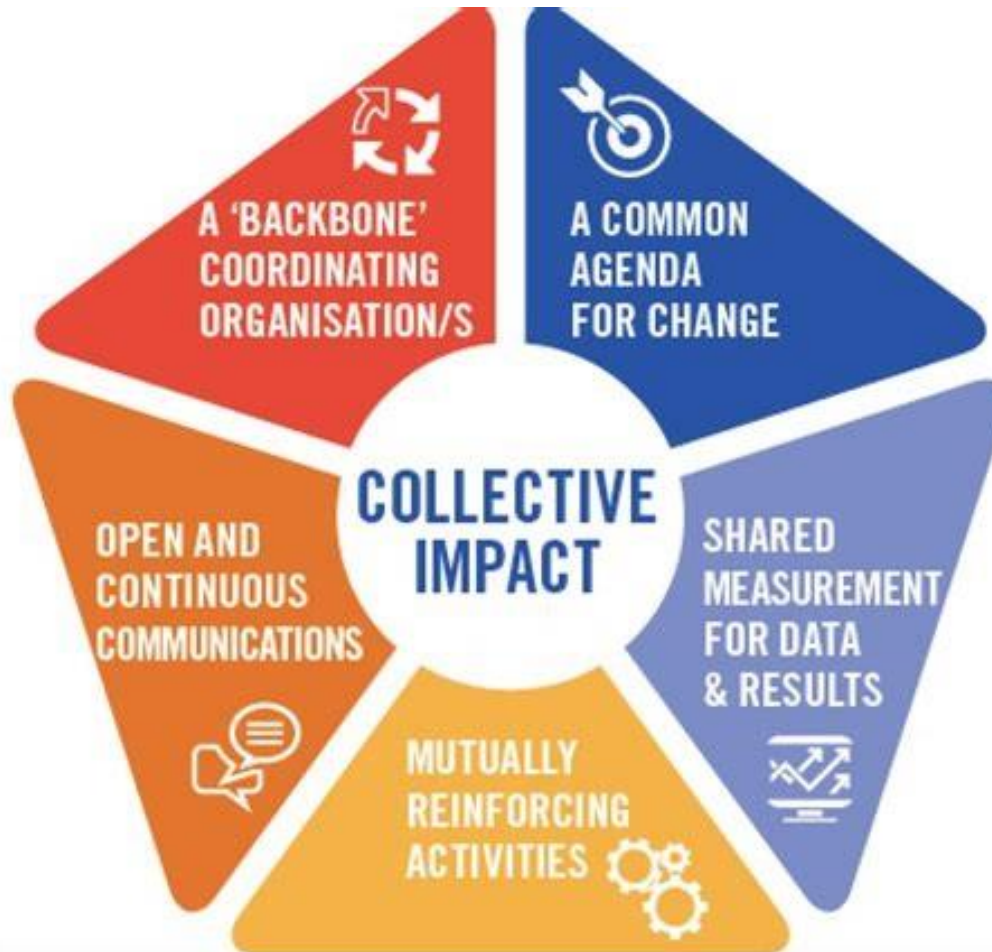 A 'BACKBONE'
COORDINATING
ORGANISATION/S
A COMMON
AGENDA
FOR CHANGE
COLLECTIVE
IMPACT
OPEN AND
CONTINUOUS
COMMUNICATIONS
SHARED
MEASUREMENT
FOR DATA
& RESULTS
MUTUALLY
REINFORCING
ACTIVITIES